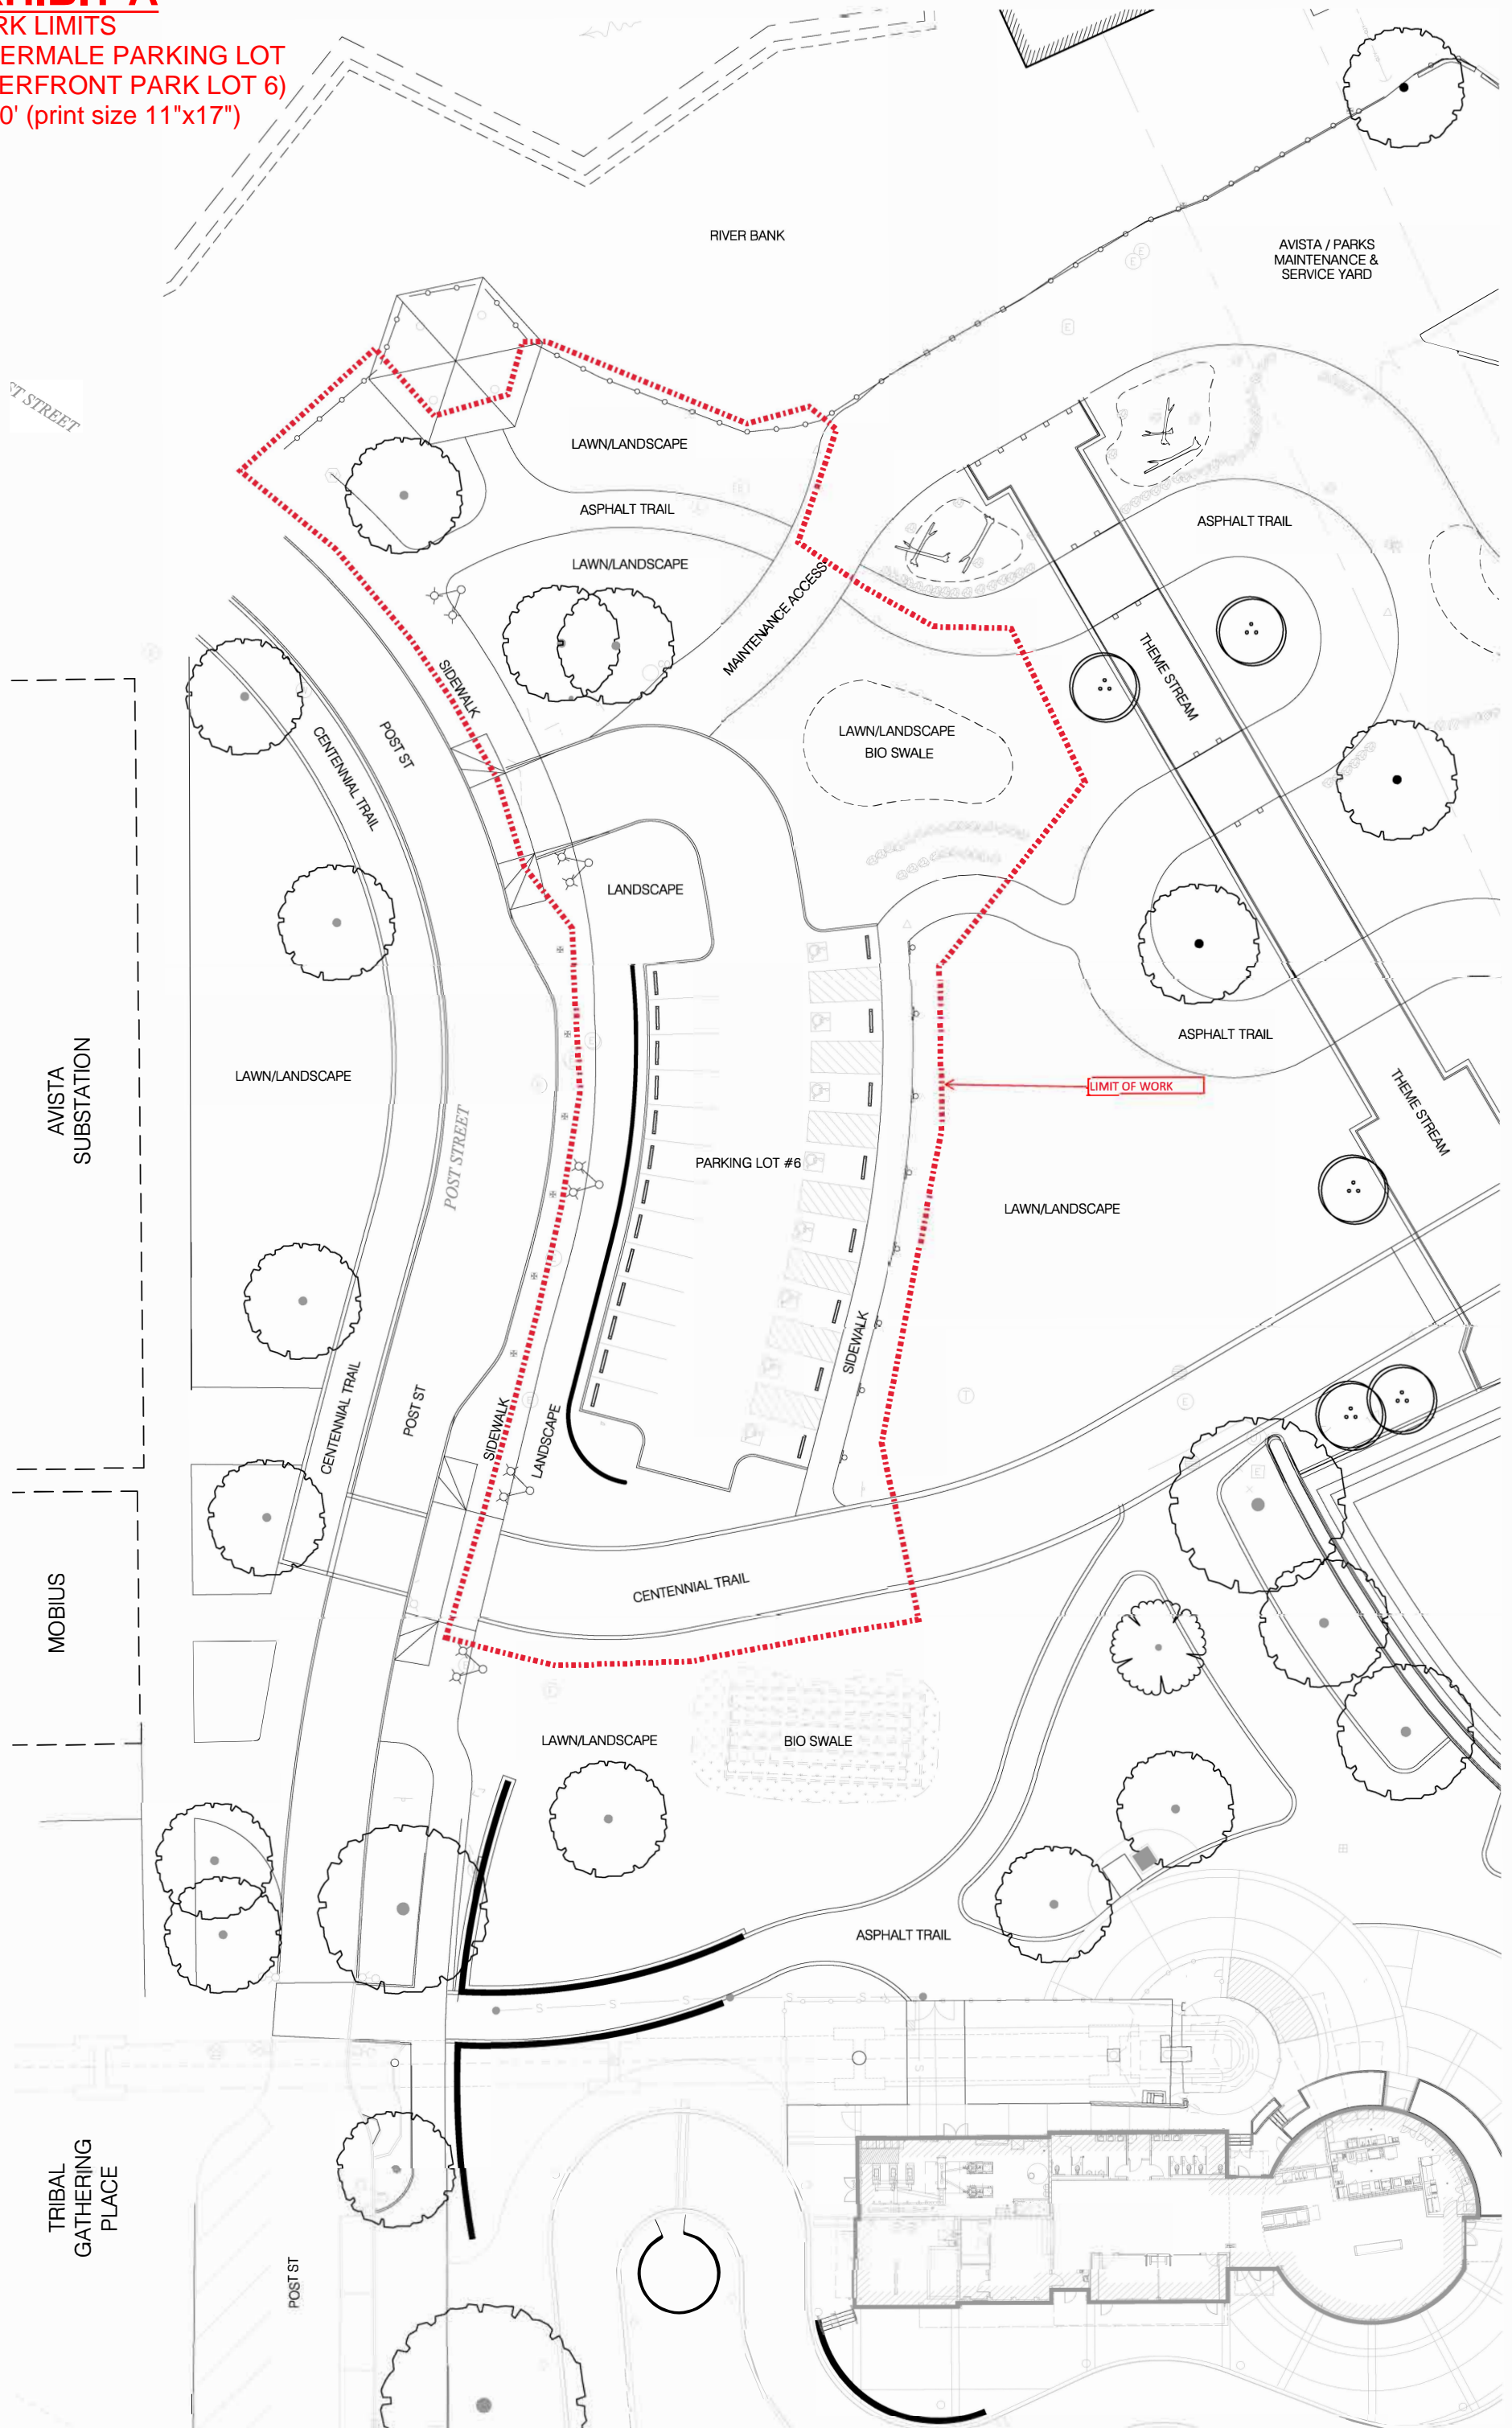 RK LIMITS
ERMALE PARKING LOT
ERFRONT PARK LOT 6)
0' (print size 11"x17")
RIVER BANK
AVISTA / PARKS
MAINTENANCE &
SERVICE YARD
ST STREET
LAWN/LANDSCAPE
ASPHALT TRAIL
ASPHALT TRAIL
LAWN/LANDSCAPE
MAINTENANCE ACCESS
THEME STREAM
SIDEWALK
POST ST
CENTENNIAL TRAIL
LAWN/LANDSCAPE
BIO SWALE
LANDSCAPE
ASPHALT TRAIL
AVISTA
SUBSTATION
LAWN/LANDSCAPE
LIMIT OF WORK
THEME STREAM
POST STREET
PARKING LOT #6
LAWN/LANDSCAPE
SIDEWALK
CENTENNIAL TRAIL
POST ST
SIDEWALK
LANDSCAPE
MOBIUS
CENTENNIAL TRAIL
LAWN/LANDSCAPE
BIO SWALE
ASPHALT TRAIL
TRIBAL
GATHERING
PLACE
POST ST